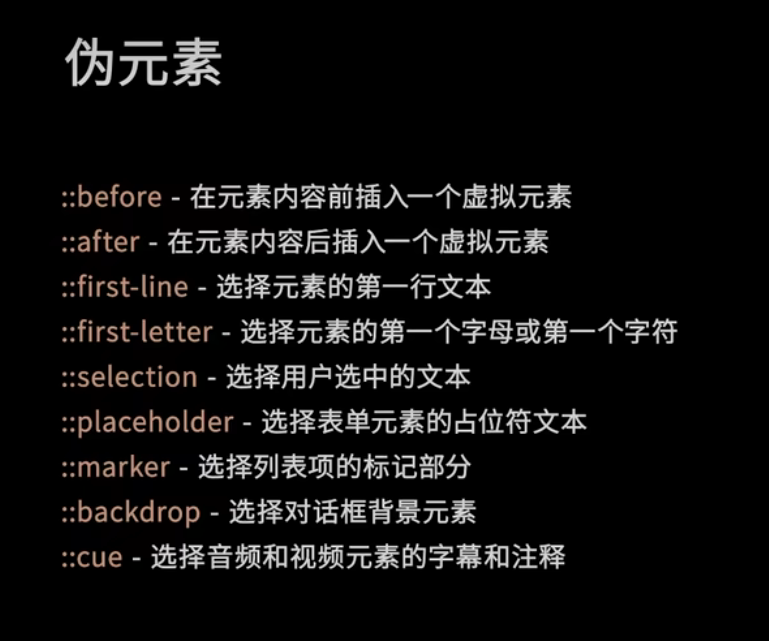 伪元素
::before - 在元素内容前插入一个虚拟元素
::after - 在元素内容后插入一个虚拟元素
::first-line - 选择元素的第一行文本
::first-letter - 选择元素的第一个字母或第一个字符
::selection - 选择用户选中的文本
::placeholder - 选择表单元素的占位符文本
::marker - 选择列表项的标记部分
::backdrop - 选择对话框背景元素
::cue - 选择音频和视频元素的字幕和注释